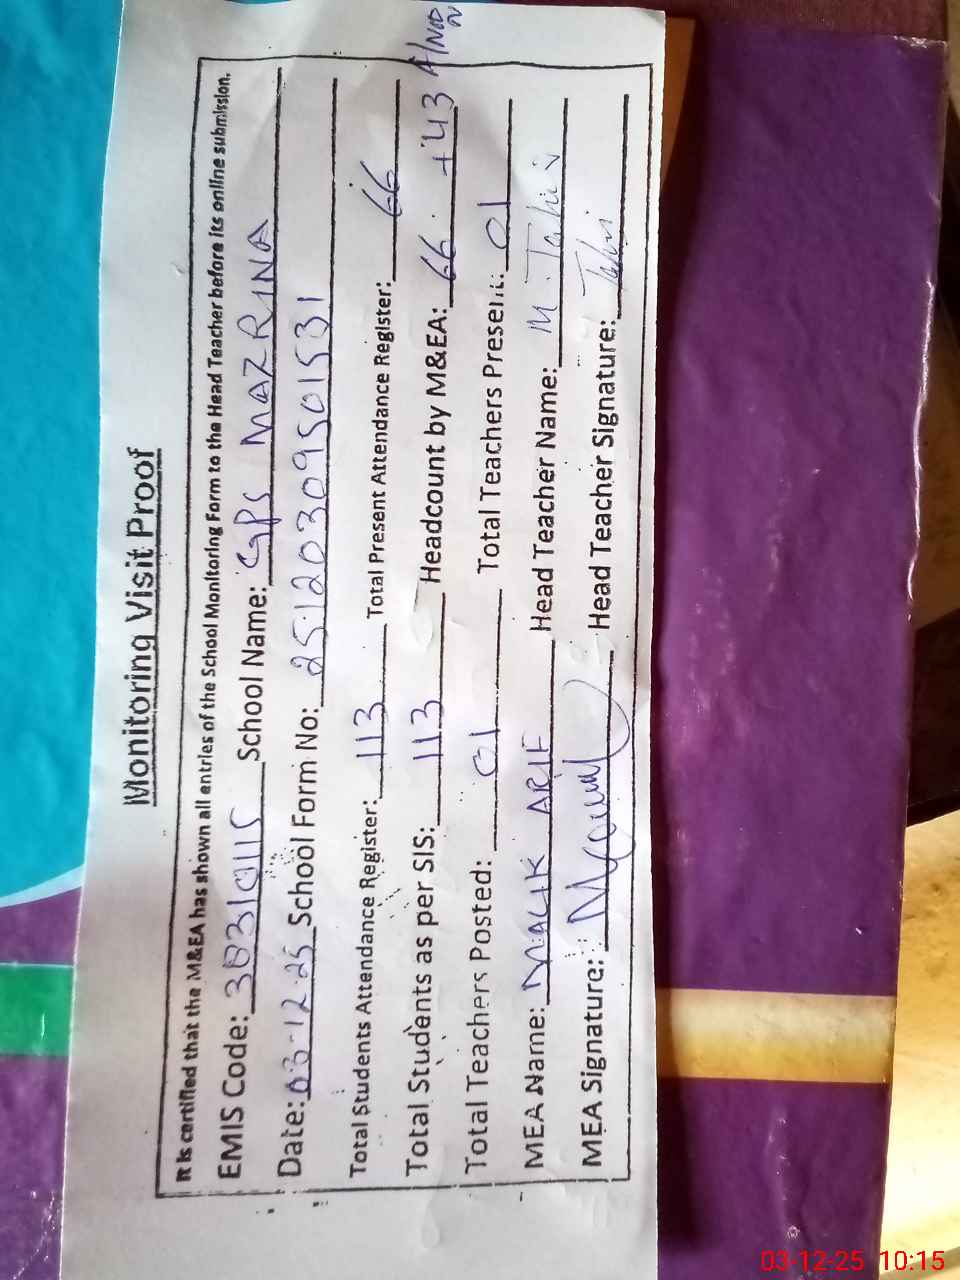 Monitoring Visit Proof
It is certified that the M&EA has shown all entries of the School Monitoring Form to the Head Teacher before its online submission.
EMIS Code: 38310115 School Name: GPS MAZRINA
Date: 03-12-25 School Form No: 25120309501531
Total Students Attendance Register: 113 Total Present Attendance Register: 66
Total Students as per SIS: 113 Headcount by M&EA: 66 + 43
Total Teachers Posted: 01 Total Teachers Present: 01
MEA Name: MALIK ARIF Head Teacher Name: M. Tahir
MEA Signature: Head Teacher Signature: Tahir
03-12-25 10:15